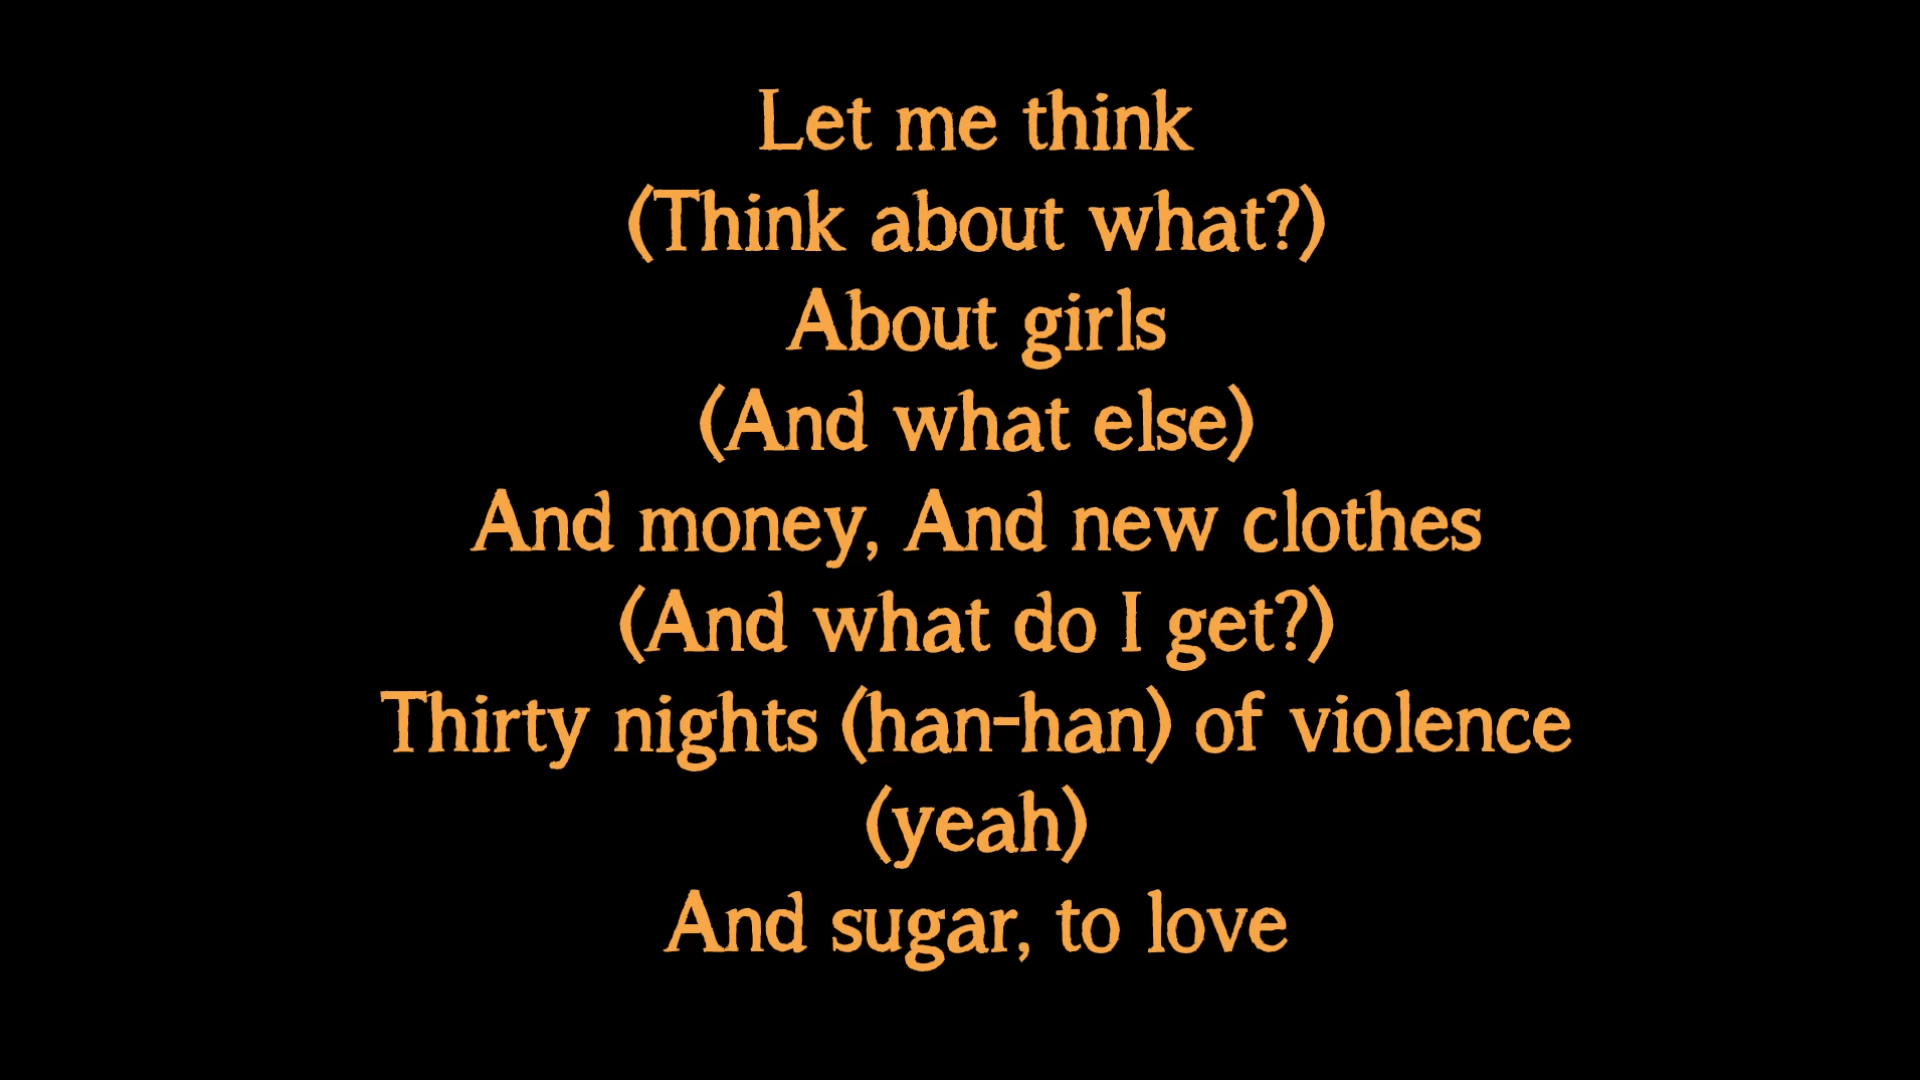 Let me think
(Think about what?)
About girls
(And what else)
And money, And new clothes
(And what do I get?)
Thirty nights (han-han) of violence
(yeah)
And sugar, to love